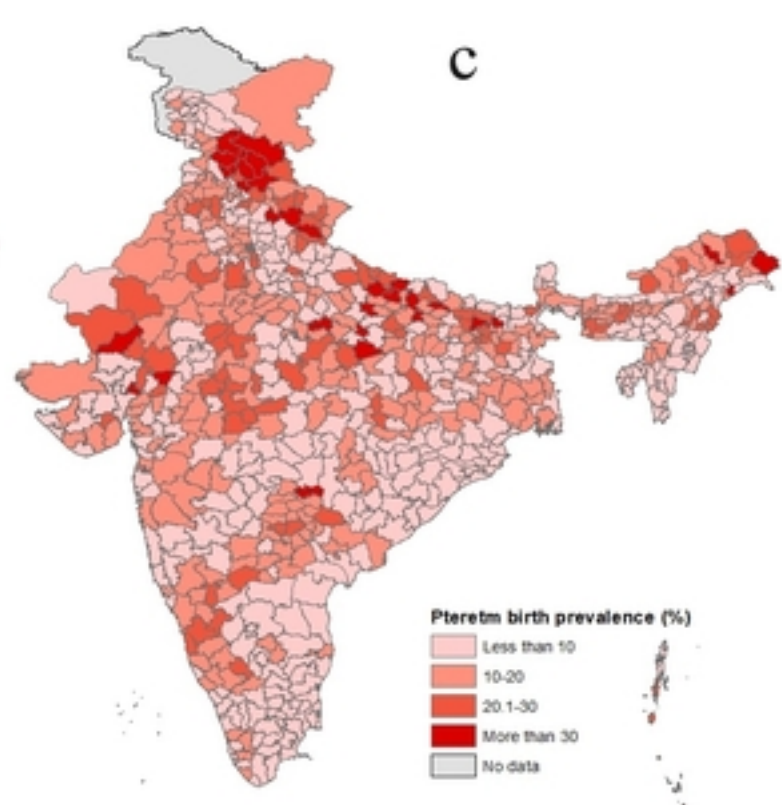 c
Pteretm birth prevalence (%)
Less than 10
10-20
20.1-30
More than 30
No data